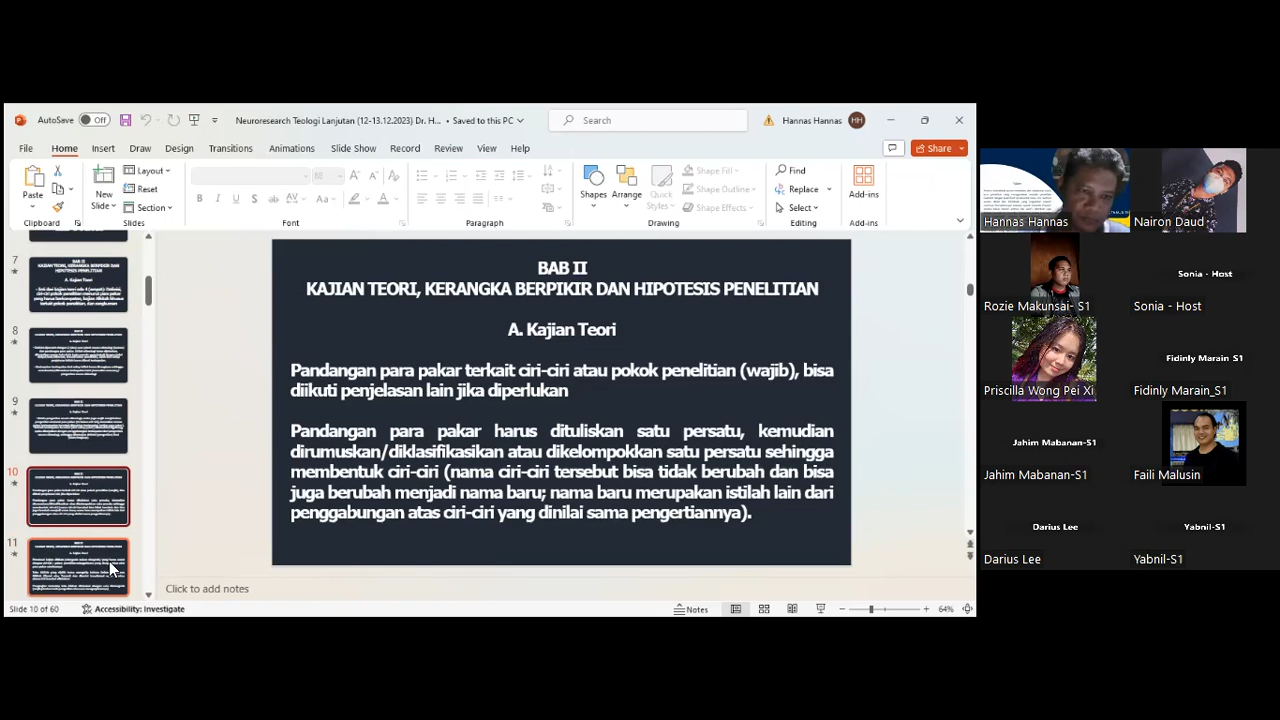 AutoSave Off Neuroresearch Teologi Lanjutan (12-13.12.2023) Dr. H... • Saved to this PC Search Hannas Hannas HH
File Home Insert Draw Design Transitions Animations Slide Show Record Review View Help Share
Paste
Clipboard
New
Slide
Layout
Reset
Section
Slides
B I U S
Font
Paragraph
Shapes
Arrange
Quick
Styles
Shape Fill
Shape Outline
Shape Effects
Drawing
Find
Replace
Select
Editing
Add-ins
Add-ins
7
8
9
10
11
BAB II
KAJIAN TEORI, KERANGKA BERPIKIR DAN HIPOTESIS PENELITIAN
A. Kajian Teori
Pandangan para pakar terkait ciri-ciri atau pokok penelitian (wajib), bisa
diikuti penjelasan lain jika diperlukan
Pandangan para pakar harus dituliskan satu persatu, kemudian
dirumuskan/diklasifikasikan atau dikelompokkan satu persatu sehingga
membentuk ciri-ciri (nama ciri-ciri tersebut bisa tidak berubah dan bisa
juga berubah menjadi nama baru, nama baru merupakan istilah lain dari
penggabungan atas ciri-ciri yang dinilai sama pengertiannya).
Click to add notes
Slide 10 of 60 Accessibility: Investigate Notes 64%
Hannas Hannas
Nairon Daud
Rozie Makunsai- S1
Sonia - Host
Sonia - Host
Priscilla Wong Pei Xi
Fidinly Marain S1
Fidinly Marain_S1
Jahim Mabanan-S1
Jahim Mabanan-S1
Faili Malusin
Darius Lee
Darius Lee
Yabnil-S1
Yabnil-S1